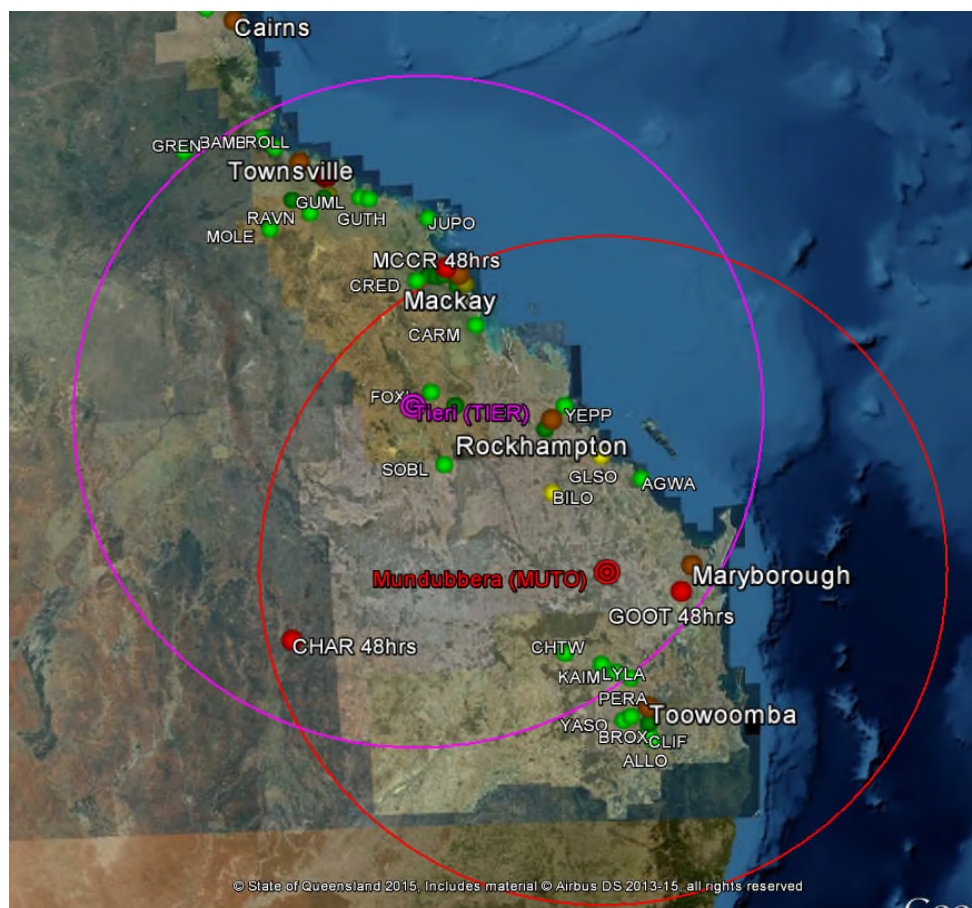 Cairns
GREN
BAMB
ROLL
Townsville
GUML
RAVN
GUTH
MOLE
JUPO
MCCR 48hrs
CRED
Mackay
CARM
Tieri (TIER)
YEPP
Rockhampton
SOBL
GLSO
AGWA
BILO
Mundubbera (MUTO)
Maryborough
GOOT 48hrs
CHAR 48hrs
CHTW
KAIM
LYLA
PERA
Toowoomba
YASO
BROX
CLIF
ALLO
© State of Queensland 2015, Includes material © Airbus DS 2013-15, all rights reserved